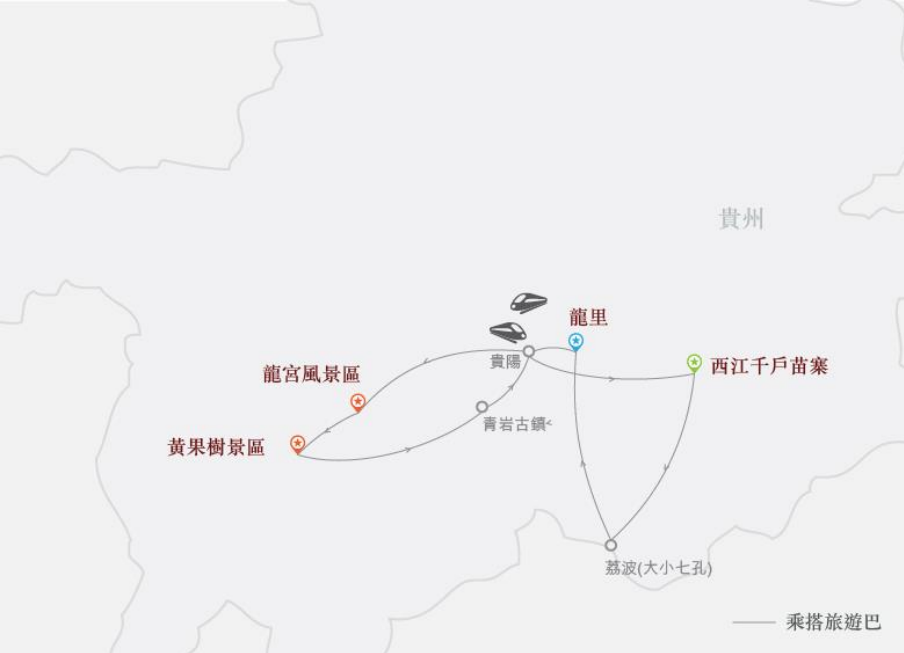 貴州
龍里
貴陽
西江千戶苗寨
龍宮風景區
青岩古鎮
黃果樹景區
荔波(大小七孔)
乘搭旅遊巴